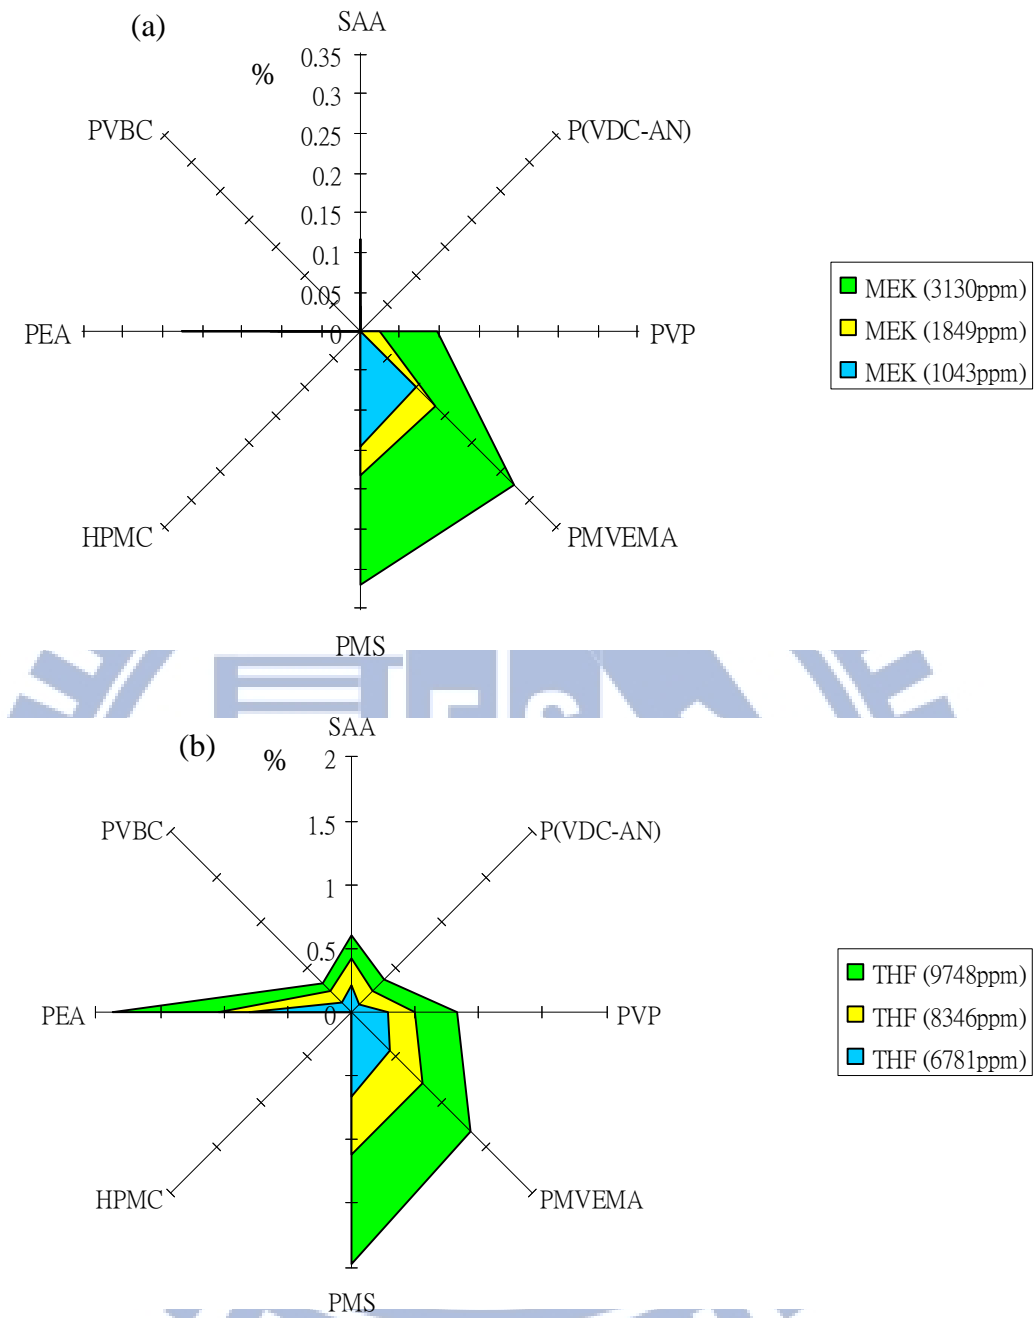 (a)
SAA
%
0.35
0.3
0.25
0.2
0.15
0.1
0.05
0
PVBC
P(VDC-AN)
PEA
PVP
HPMC
PMVEMA
PMS
MEK (3130ppm)
MEK (1849ppm)
MEK (1043ppm)
(b)
SAA
%
2
1.5
1
0.5
0
PVBC
P(VDC-AN)
PEA
PVP
HPMC
PMVEMA
PMS
THF (9748ppm)
THF (8346ppm)
THF (6781ppm)